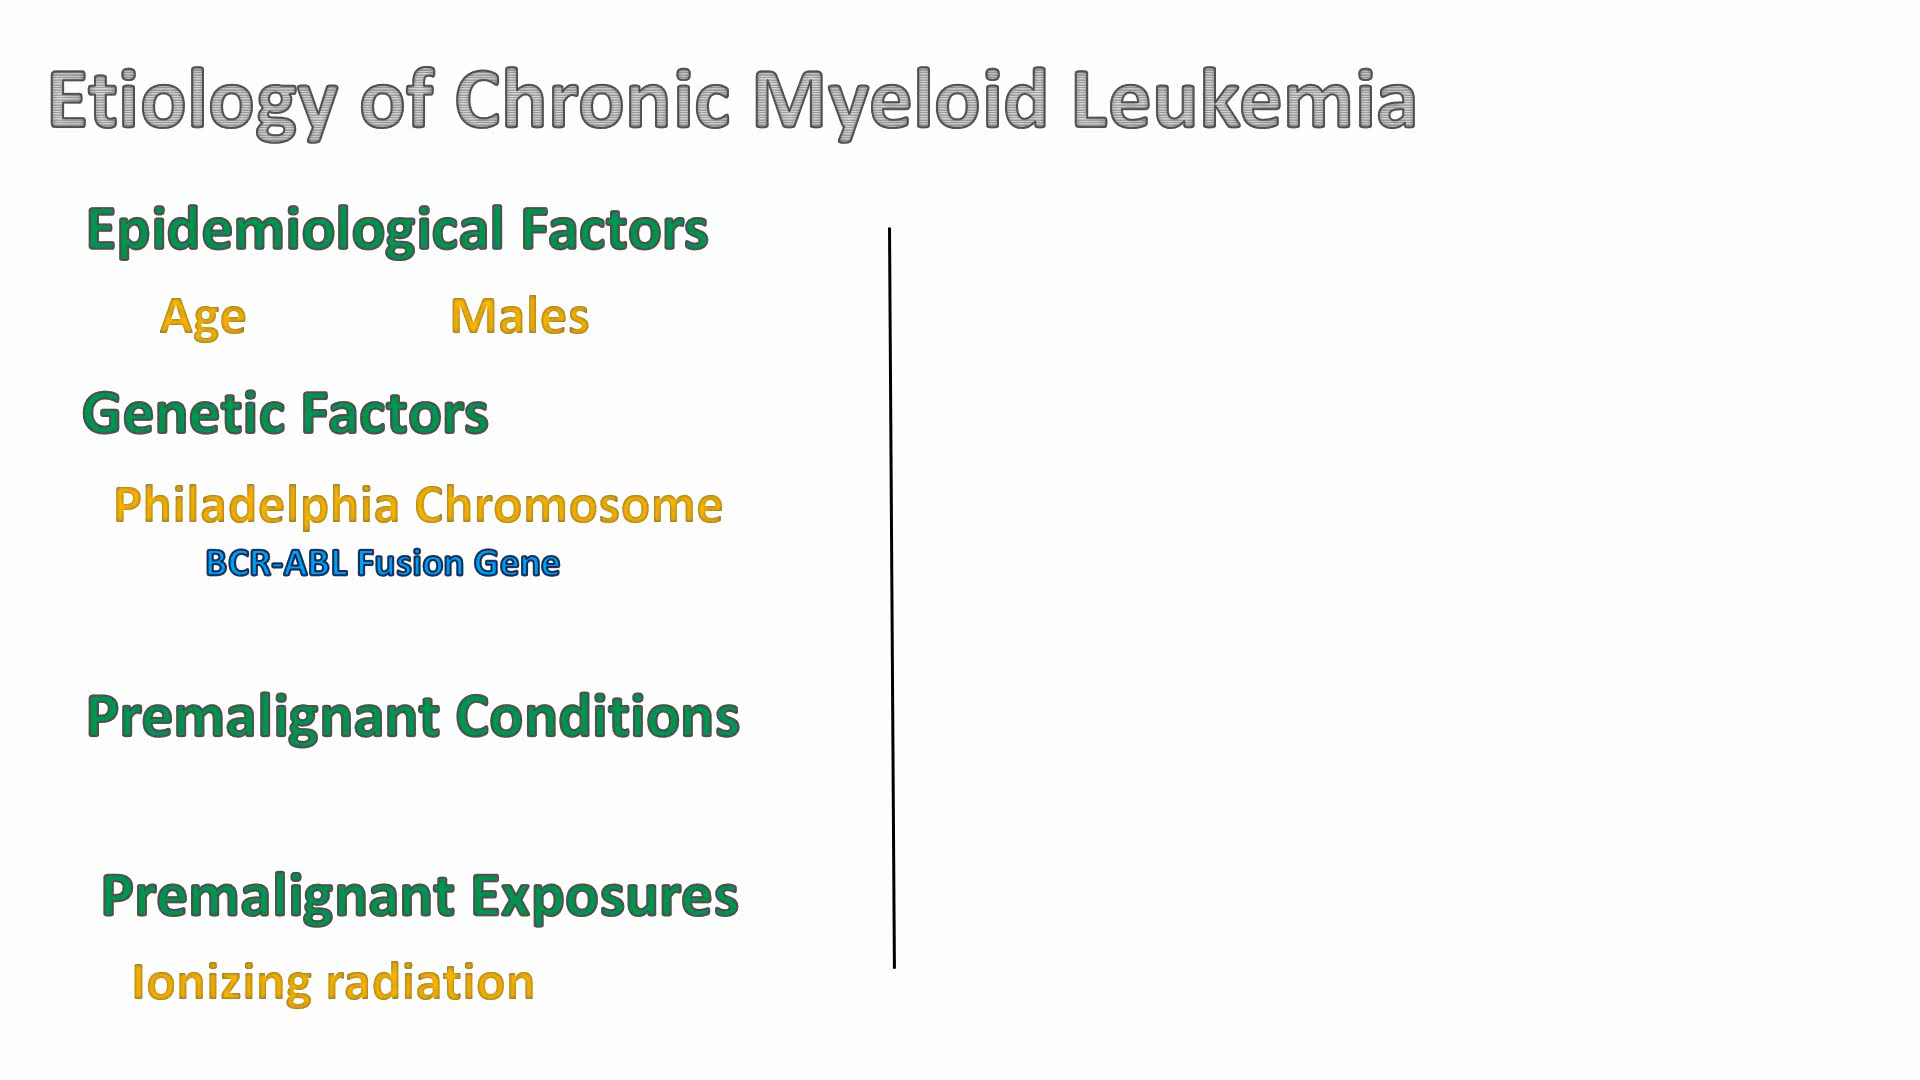 Etiology of Chronic Myeloid Leukemia
Epidemiological Factors
Age Males
Genetic Factors
Philadelphia Chromosome
BCR-ABL Fusion Gene
Premalignant Conditions
Premalignant Exposures
Ionizing radiation